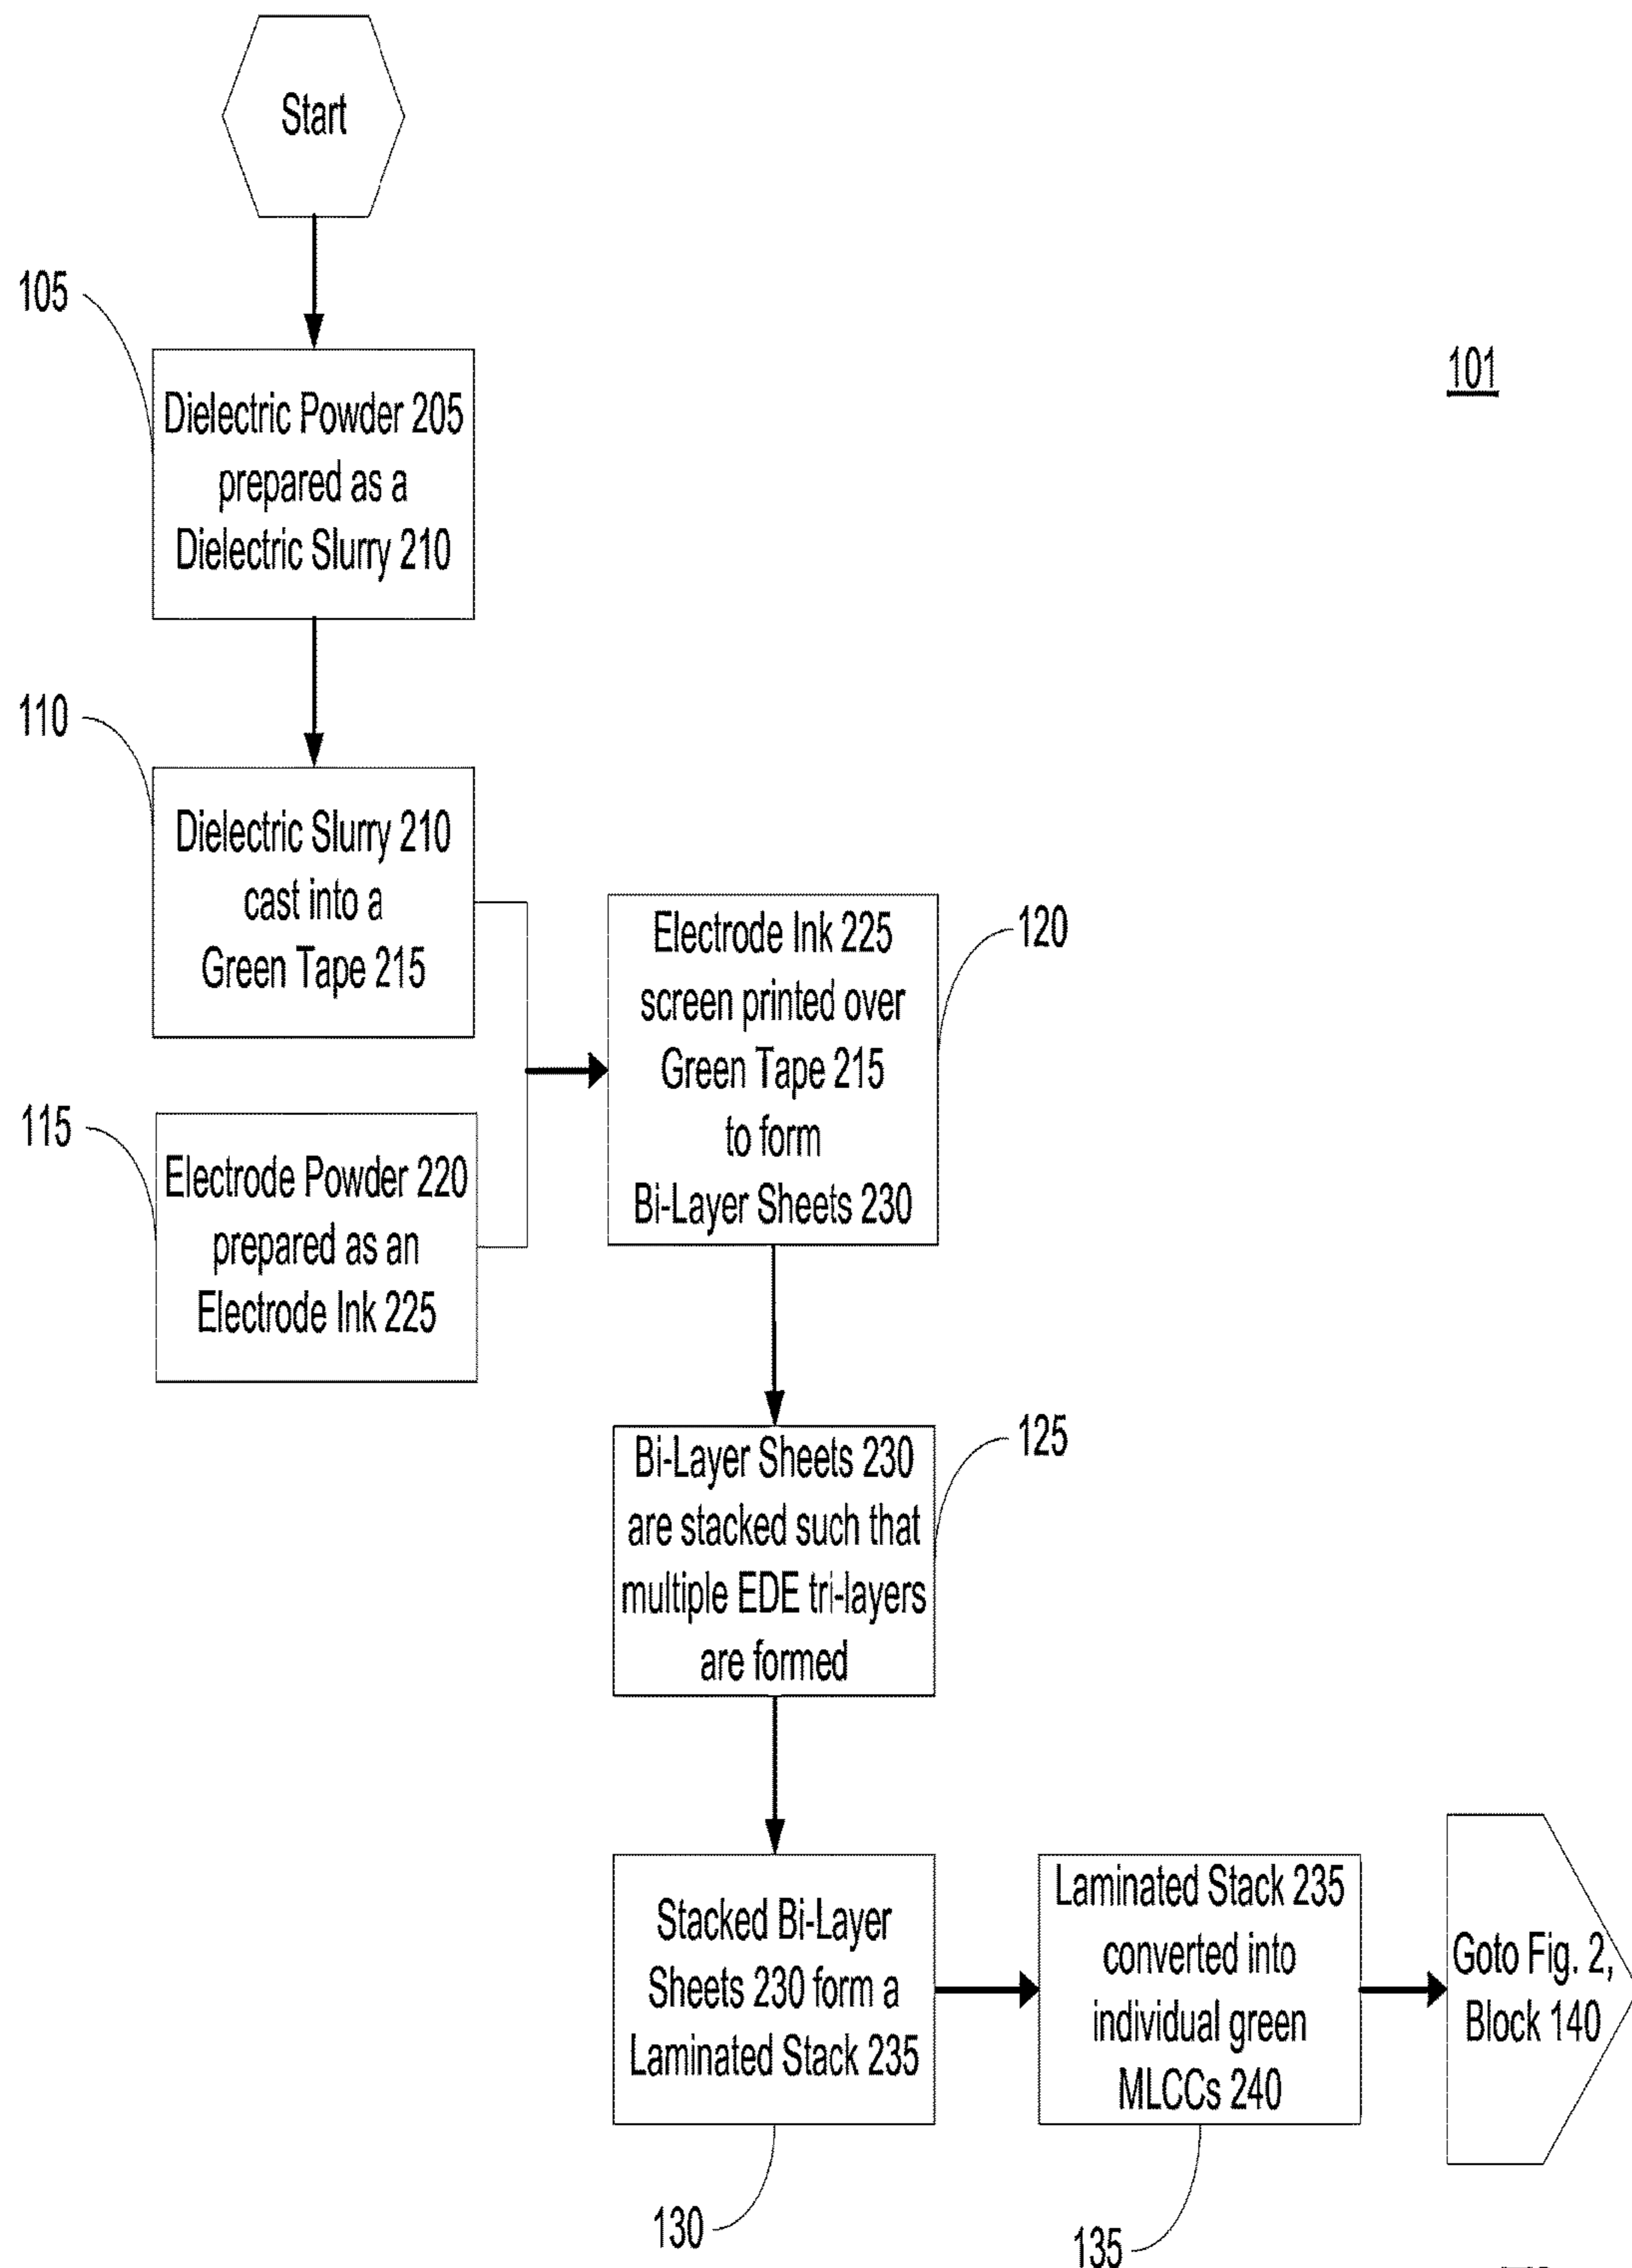 Start
105
101
Dielectric Powder 205
prepared as a
Dielectric Slurry 210
110
Dielectric Slurry 210
cast into a
Green Tape 215
120
Electrode Ink 225
screen printed over
Green Tape 215
to form
Bi-Layer Sheets 230
115
Electrode Powder 220
prepared as an
Electrode Ink 225
125
Bi-Layer Sheets 230
are stacked such that
multiple EDE tri-layers
are formed
Stacked Bi-Layer
Sheets 230 form a
Laminated Stack 235
130
Laminated Stack 235
converted into
individual green
MLCCs 240
135
Goto Fig. 2,
Block 140